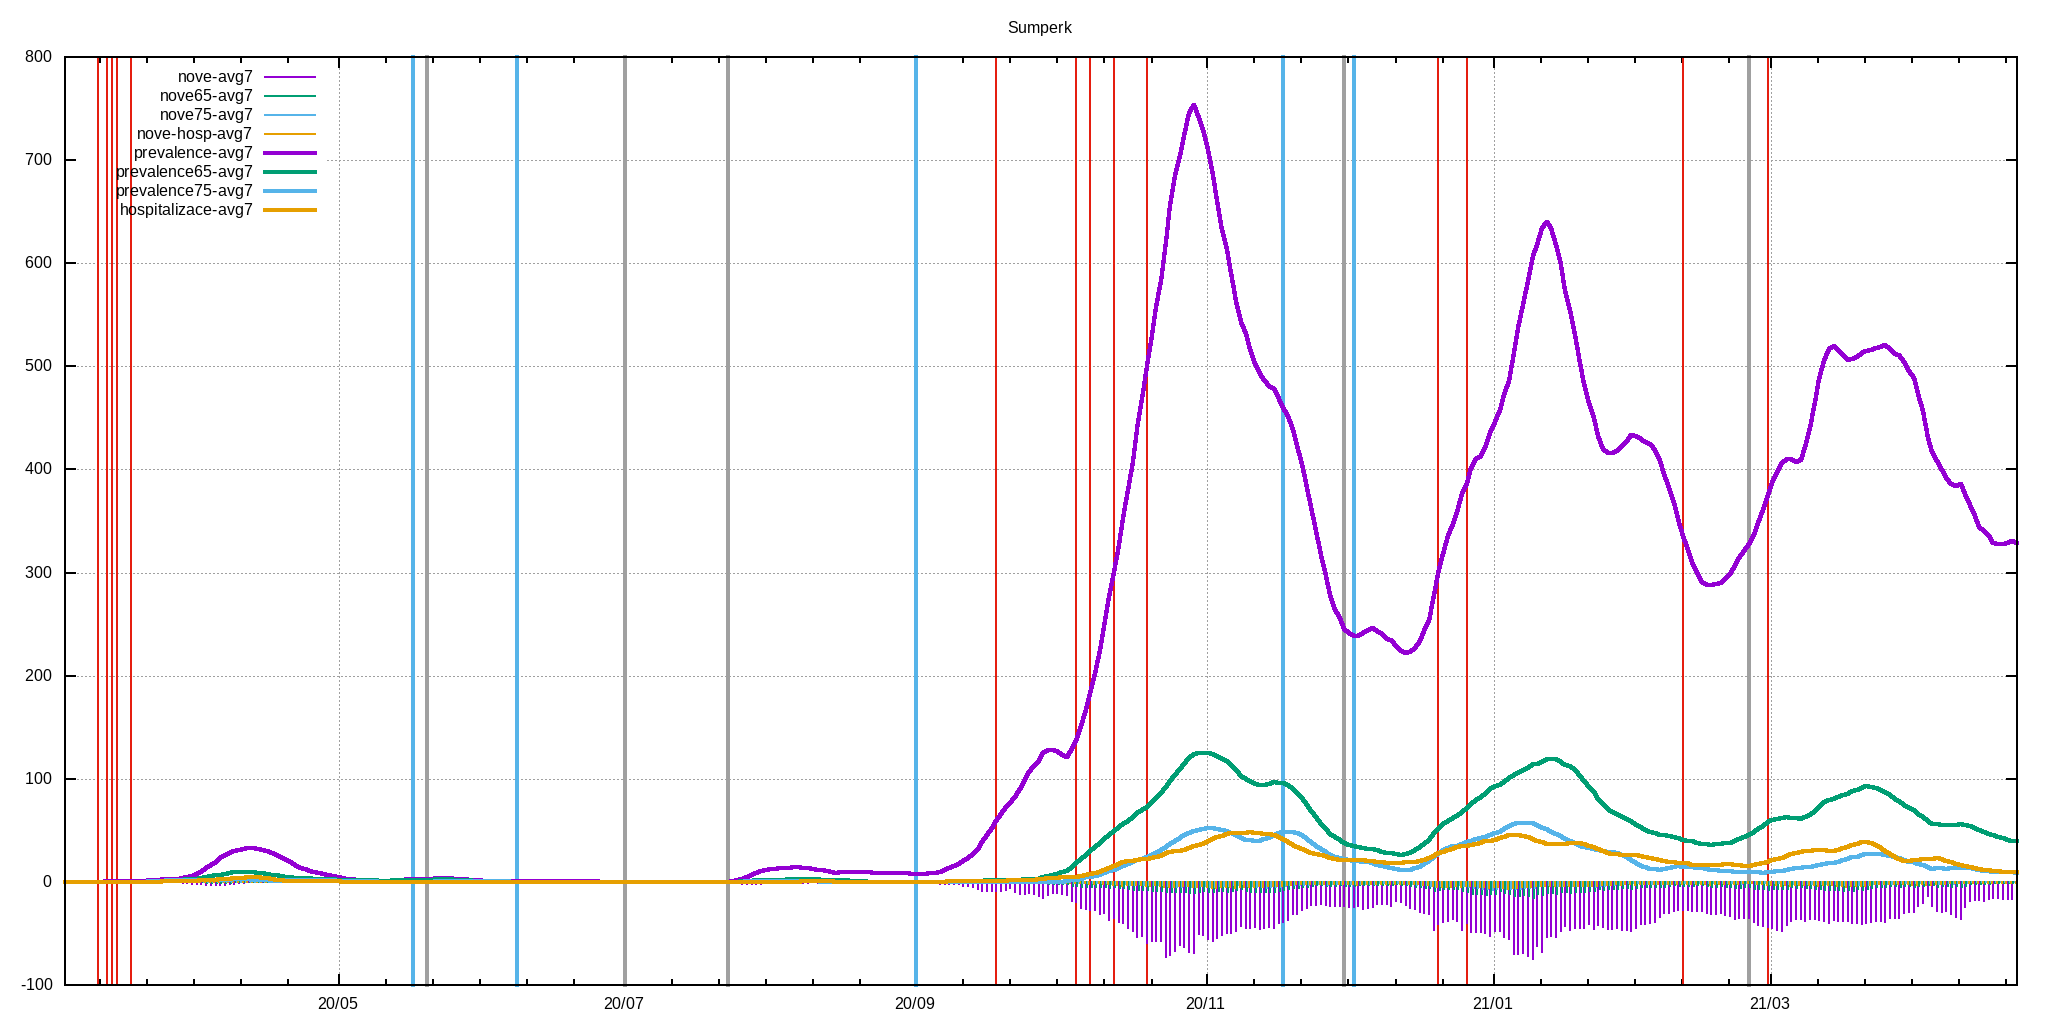 Sumperk
800
700
600
500
400
300
200
100
0
-100
nove-avg7
nove65-avg7
nove75-avg7
nove-hosp-avg7
prevalence-avg7
prevalence65-avg7
prevalence75-avg7
hospitalizace-avg7
20/05 20/07 20/09 20/11 21/01 21/03